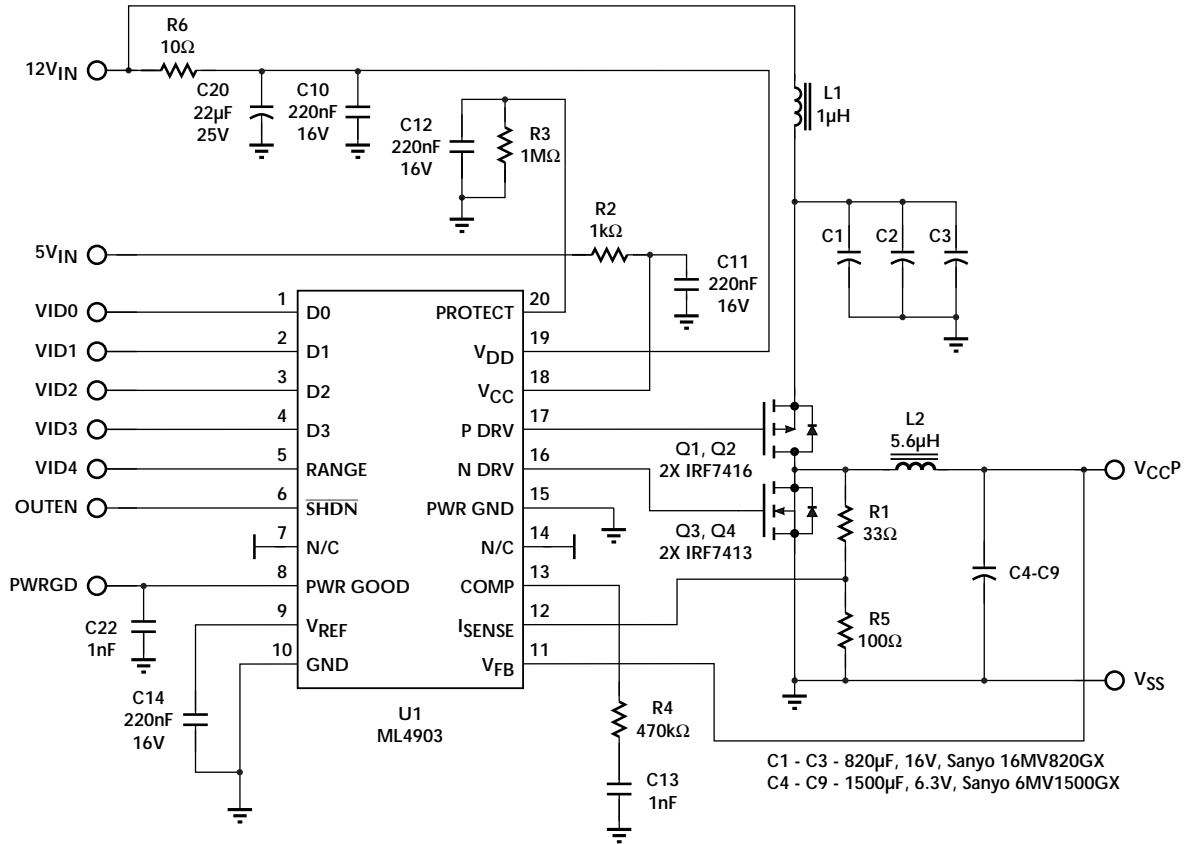 R6
10Ω
12VIN
C20
22µF
25V
C10
220nF
16V
C12
220nF
16V
R3
1MΩ
L1
1µH
R2
1kΩ
5VIN
C11
220nF
16V
C1
C2
C3
VID0
1
D0
PROTECT
20
VID1
2
D1
VDD
19
VID2
3
D2
VCC
18
VID3
4
D3
P DRV
17
VID4
5
RANGE
N DRV
16
OUTEN
6
SHDN
PWR GND
15
7
N/C
N/C
14
PWRGD
8
PWR GOOD
COMP
13
9
VREF
ISENSE
12
10
GND
VFB
11
Q1, Q2
2X IRF7416
Q3, Q4
2X IRF7413
L2
5.6µH
VCCP
R1
33Ω
C4-C9
R5
100Ω
VSS
C22
1nF
C14
220nF
16V
U1
ML4903
R4
470kΩ
C13
1nF
C1 - C3 - 820µF, 16V, Sanyo 16MV820GX
C4 - C9 - 1500µF, 6.3V, Sanyo 6MV1500GX